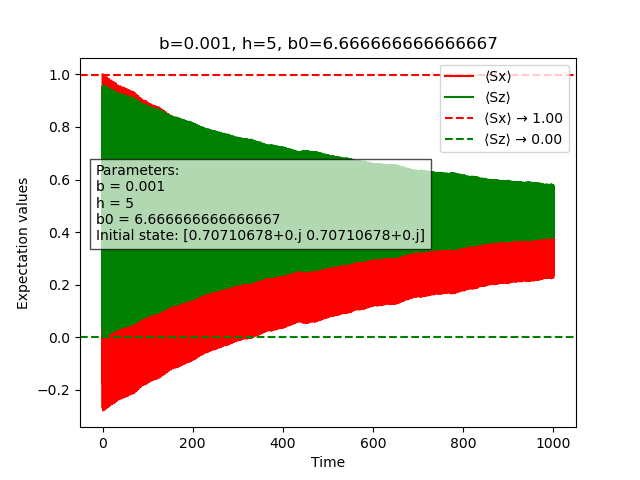 b=0.001, h=5, b0=6.666666666666667
1.0
0.8
0.6
0.4
0.2
0.0
−0.2
Expectation values
⟨Sx⟩
⟨Sz⟩
⟨Sx⟩ → 1.00
⟨Sz⟩ → 0.00
Parameters:
b = 0.001
h = 5
b0 = 6.666666666666667
Initial state: [0.70710678+0.j 0.70710678+0.j]
0
200
400
600
800
1000
Time